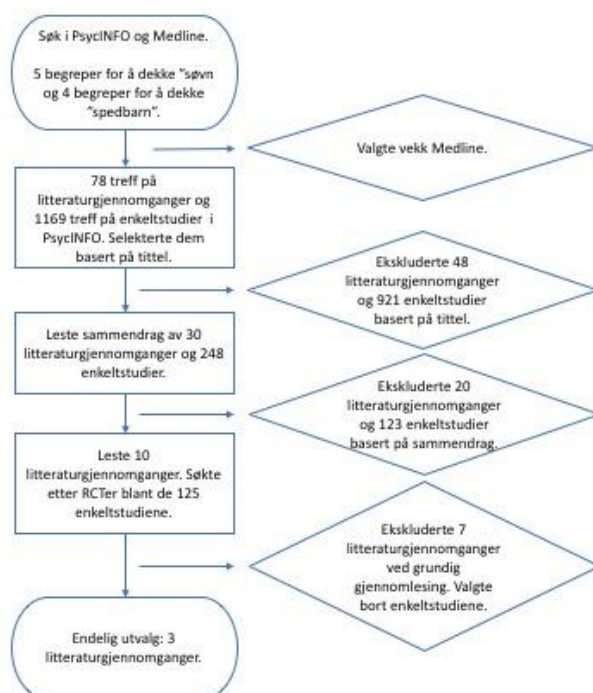 Søk i PsycINFO og Medline.
5 begreper for å dekke "søvn
og 4 begreper for å dekke
"spedbarn".
Valgte vekk Medline.
78 treff på
litteraturgjennomganger og
1169 treff på enkeltstudier i
PsycINFO. Selekterte dem
basert på tittel.
Ekskluderte 48
litteraturgjennomganger
og 921 enkeltstudier
basert på tittel.
Leste sammendrag av 30
litteraturgjennomganger og 248
enkeltstudier.
Ekskluderte 20
litteraturgjennomganger
og 123 enkeltstudier
basert på sammendrag.
Leste 10
litteraturgjennomganger. Søkte
etter RCTer blant de 125
enkeltstudiene.
Ekskluderte 7
litteraturgjennomganger
ved grundig
gjennomlesing. Valgte
bort enkeltstudiene.
Endelig utvalg: 3
litteraturgjennomganger.